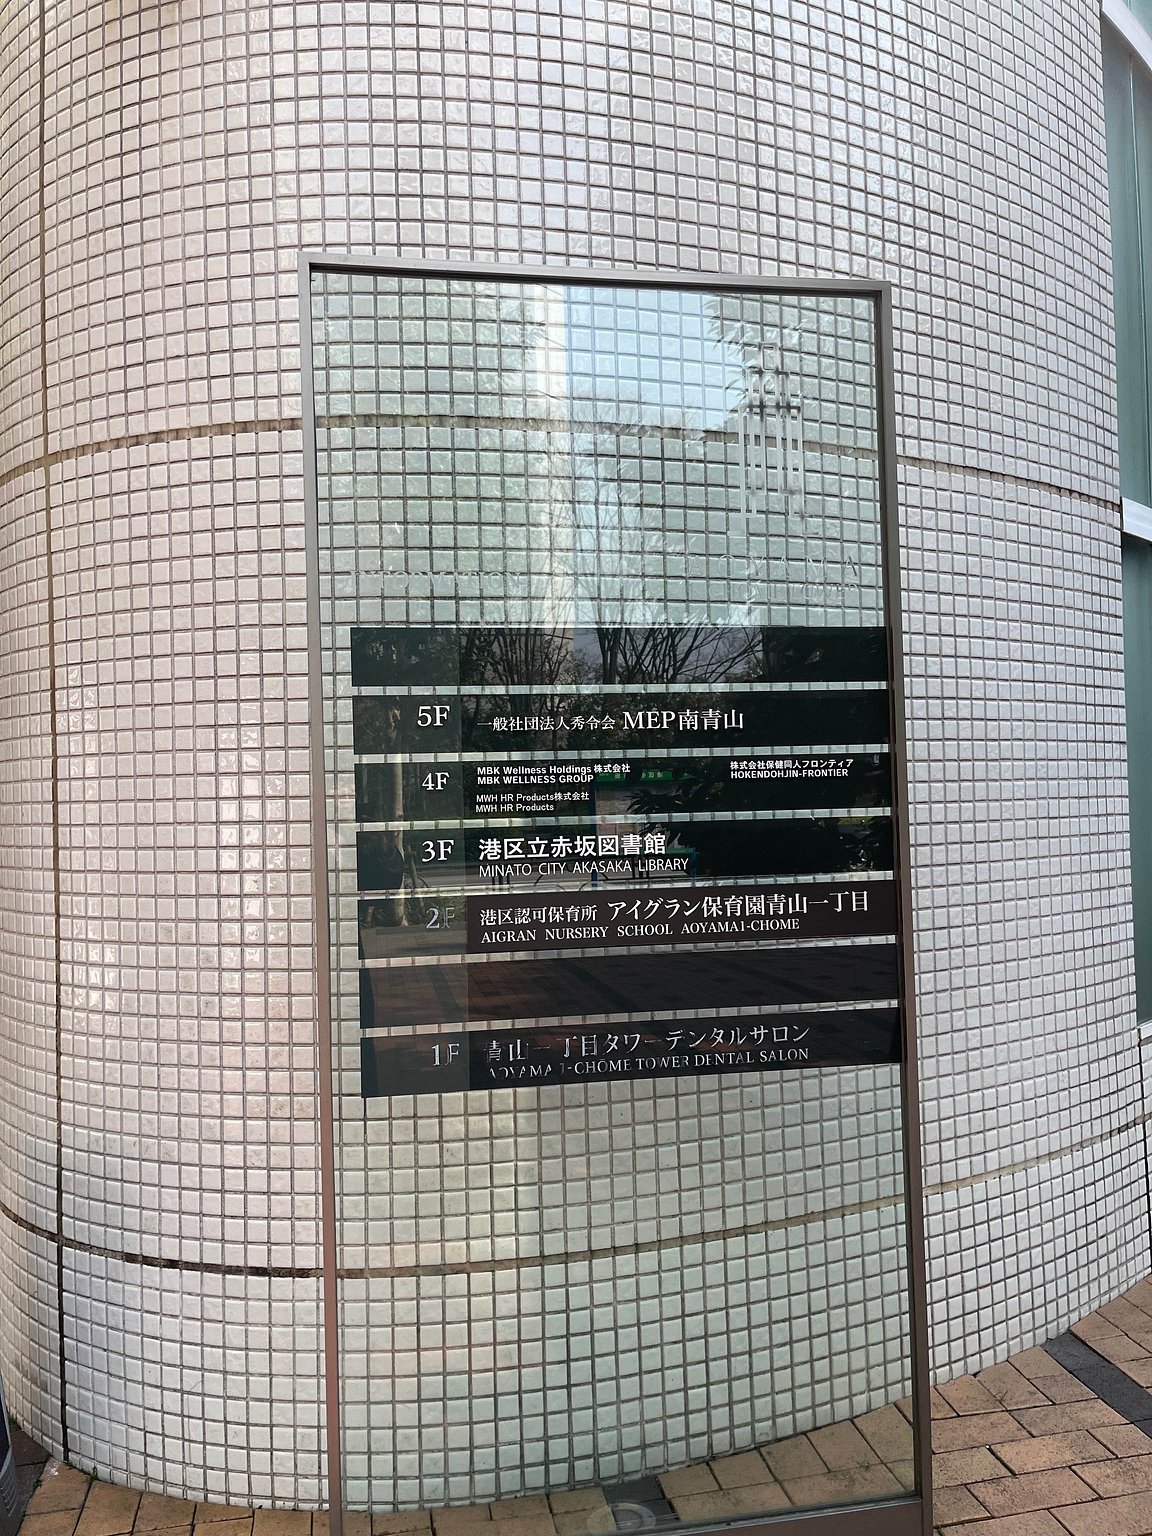 INFORMATION
AOYAMA
5F 一般社団法人秀令会 MEP南青山
4F MBK Wellness Holdings 株式会社
MBK WELLNESS GROUP
MWH HR Products株式会社
MWH HR Products
株式会社保健同人フロンティア
HOKENDOHJIN-FRONTIER
3F 港区立赤坂図書館
MINATO CITY AKASAKA LIBRARY
2F 港区認可保育所 アイグラン保育園青山一丁目
AIGRAN NURSERY SCHOOL AOYAMA1-CHOME
1F 青山一丁目タワーデンタルサロン
AOYAMA 1-CHOME TOWER DENTAL SALON